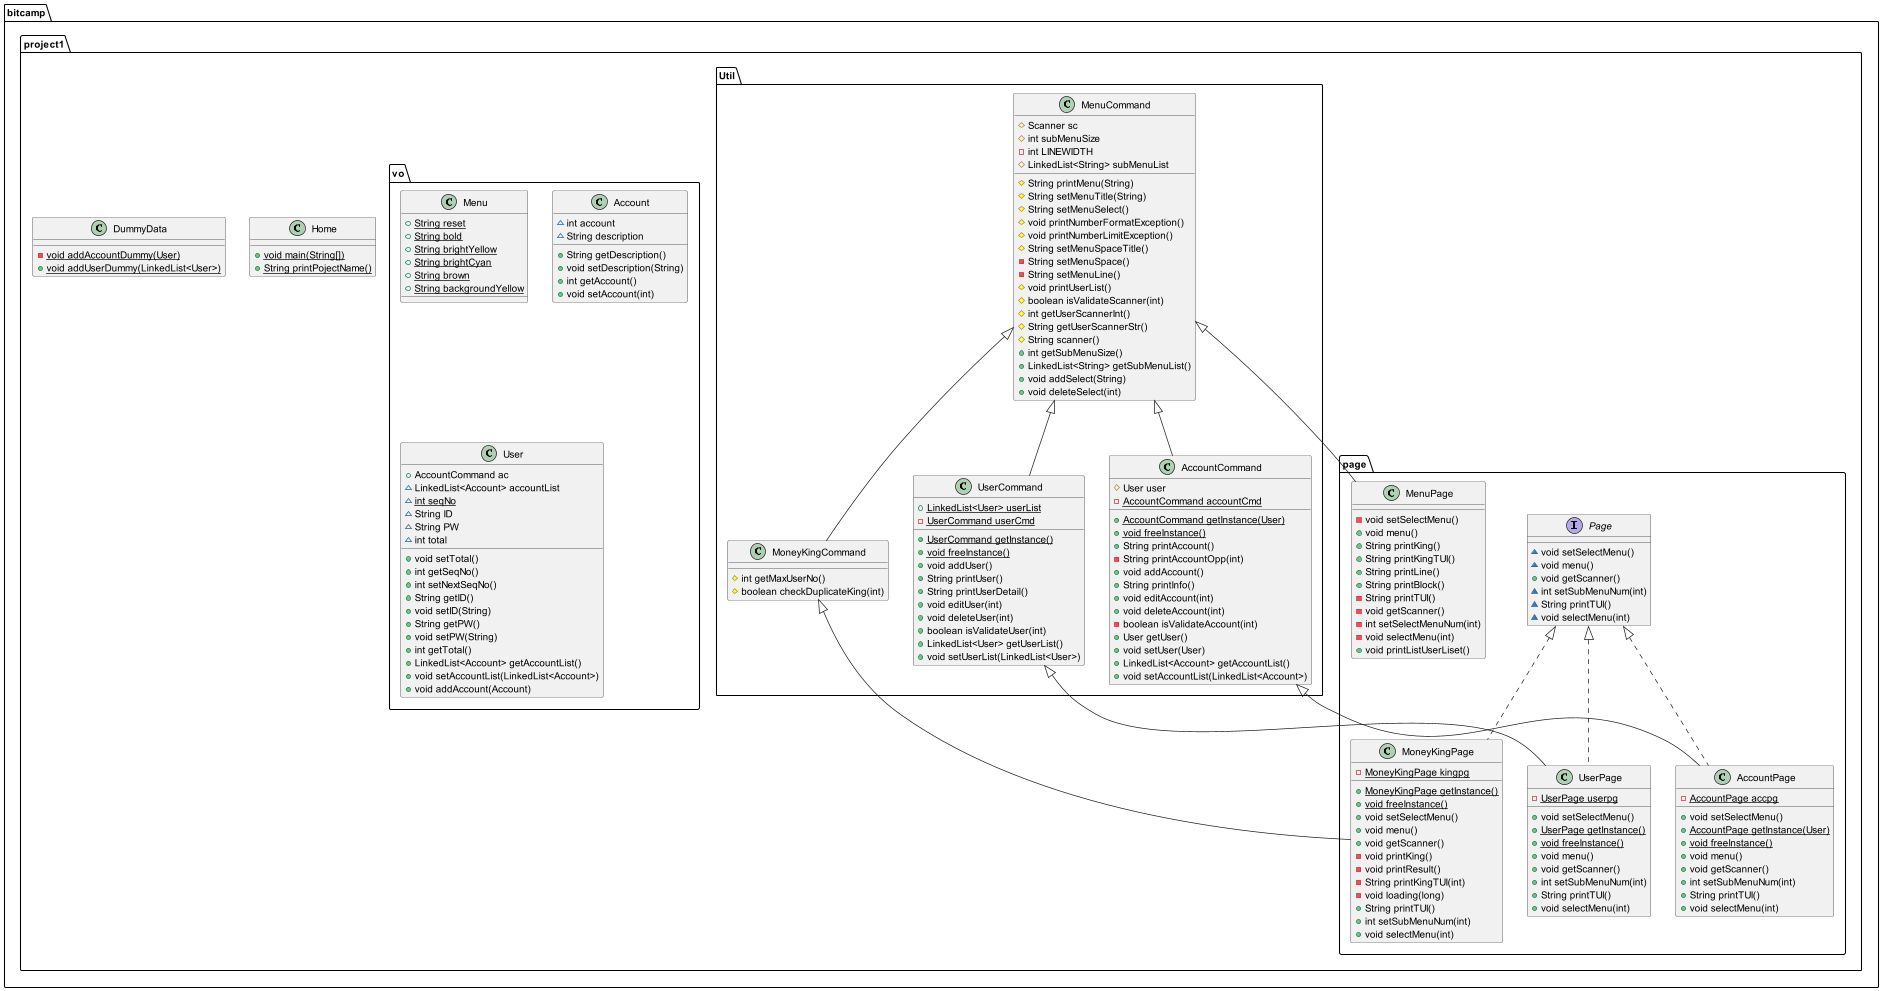 bitcamp
project1
Util
C MenuCommand
Scanner sc
int subMenuSize
int LINEWIDTH
LinkedList<String> subMenuList
String printMenu(String)
String setMenuTitle(String)
String setMenuSelect()
void printNumberFormatException()
void printNumberLimitException()
String setMenuSpaceTitle()
String setMenuSpace()
String setMenuLine()
void printUserList()
boolean isValidateScanner(int)
int getUserScannerInt()
String getUserScannerStr()
String scanner()
int getSubMenuSize()
LinkedList<String> getSubMenuList()
void addSelect(String)
void deleteSelect(int)
C DummyData
void addAccountDummy(User)
void addUserDummy(LinkedList<User>)
C Home
void main(String[])
String printPojectName()
vo
C Menu
String reset
String bold
String brightYellow
String brightCyan
String brown
String backgroundYellow
C Account
int account
String description
String getDescription()
void setDescription(String)
int getAccount()
void setAccount(int)
C User
AccountCommand ac
LinkedList<Account> accountList
int seqNo
String ID
String PW
int total
void setTotal()
int getSeqNo()
int setNextSeqNo()
String getID()
void setID(String)
String getPW()
void setPW(String)
int getTotal()
LinkedList<Account> getAccountList()
void setAccountList(LinkedList<Account>)
void addAccount(Account)
C MoneyKingCommand
int getMaxUserNo()
boolean checkDuplicateKing(int)
C UserCommand
LinkedList<User> userList
UserCommand userCmd
UserCommand getInstance()
void freeInstance()
void addUser()
String printUser()
String printUserDetail()
void editUser(int)
void deleteUser(int)
boolean isValidateUser(int)
LinkedList<User> getUserList()
void setUserList(LinkedList<User>)
C AccountCommand
User user
AccountCommand accountCmd
AccountCommand getInstance(User)
void freeInstance()
String printAccount()
String printAccountOpp(int)
void addAccount()
String printInfo()
void editAccount(int)
void deleteAccount(int)
boolean isValidateAccount(int)
User getUser()
void setUser(User)
LinkedList<Account> getAccountList()
void setAccountList(LinkedList<Account>)
page
C MenuPage
void setSelectMenu()
void menu()
String printKing()
String printKingTUI()
String printLine()
String printBlock()
String printTUI()
void getScanner()
int setSelectMenuNum(int)
void selectMenu(int)
void printListUserLiset()
I Page
void setSelectMenu()
void menu()
void getScanner()
int setSubMenuNum(int)
String printTUI()
void selectMenu(int)
C MoneyKingPage
MoneyKingPage kingpg
MoneyKingPage getInstance()
void freeInstance()
void setSelectMenu()
void menu()
void getScanner()
void printKing()
void printResult()
String printKingTUI(int)
void loading(long)
String printTUI()
int setSubMenuNum(int)
void selectMenu(int)
C UserPage
UserPage userpg
void setSelectMenu()
UserPage getInstance()
void freeInstance()
void menu()
void getScanner()
int setSubMenuNum(int)
String printTUI()
void selectMenu(int)
C AccountPage
AccountPage accpg
void setSelectMenu()
AccountPage getInstance(User)
void freeInstance()
void menu()
void getScanner()
int setSubMenuNum(int)
String printTUI()
void selectMenu(int)